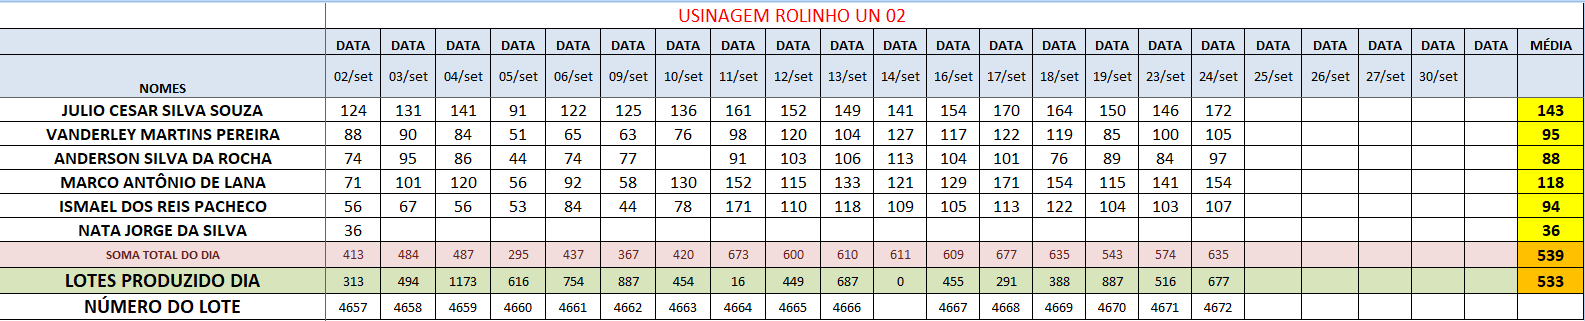 USINAGEM ROLINHO UN 02
DATA DATA DATA DATA DATA DATA DATA DATA DATA DATA DATA DATA DATA DATA DATA DATA DATA DATA DATA DATA DATA DATA MÉDIA
NOMES 02/set 03/set 04/set 05/set 06/set 09/set 10/set 11/set 12/set 13/set 14/set 16/set 17/set 18/set 19/set 23/set 24/set 25/set 26/set 27/set 30/set
JULIO CESAR SILVA SOUZA 124 131 141 91 122 125 136 161 152 149 141 154 170 164 150 146 172 143
VANDERLEY MARTINS PEREIRA 88 90 84 51 65 63 76 98 120 104 127 117 122 119 85 100 105 95
ANDERSON SILVA DA ROCHA 74 95 86 44 74 77 91 103 106 113 104 101 76 89 84 97 88
MARCO ANTÔNIO DE LANA 71 101 120 56 92 58 130 152 115 133 121 129 171 154 115 141 154 118
ISMAEL DOS REIS PACHECO 56 67 56 53 84 44 78 171 110 118 109 105 113 122 104 103 107 94
NATA JORGE DA SILVA 36 36
SOMA TOTAL DO DIA 413 484 487 295 437 367 420 673 600 610 611 609 677 635 543 574 635 539
LOTES PRODUZIDO DIA 313 494 1173 616 754 887 454 16 449 687 0 455 291 388 887 516 677 533
NÚMERO DO LOTE 4657 4658 4659 4660 4661 4662 4663 4664 4665 4666 4667 4668 4669 4670 4671 4672